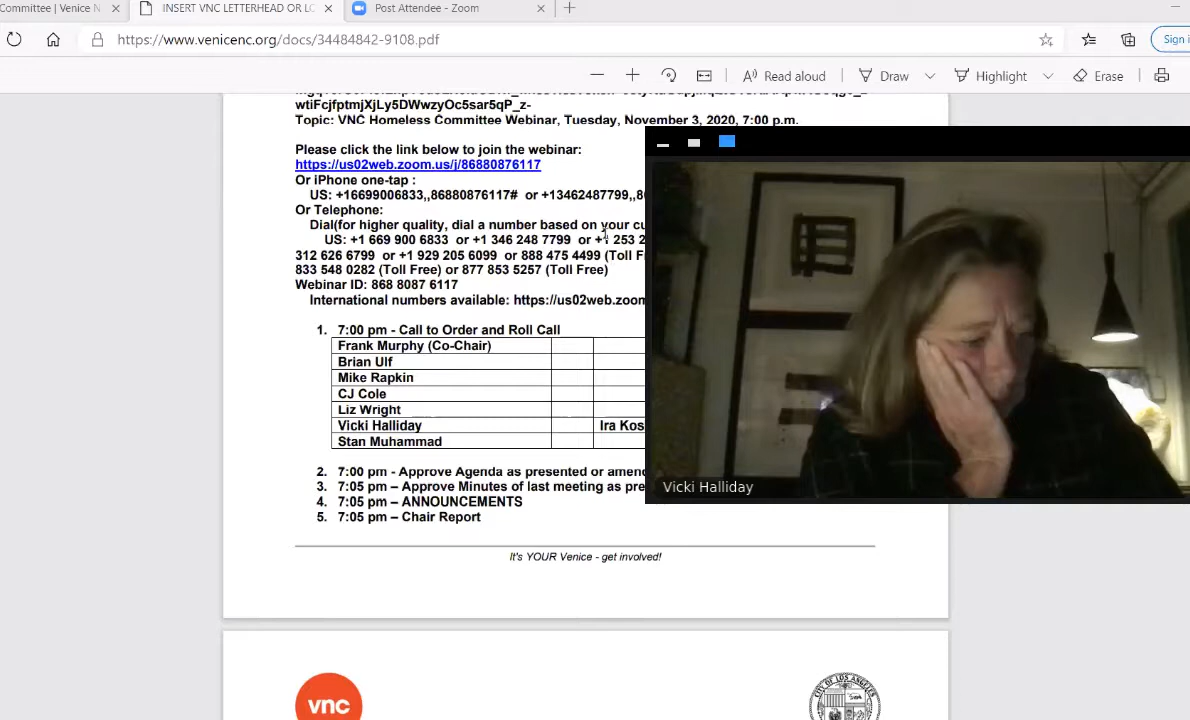 Committee | Venice N
INSERT VNC LETTERHEAD OR LO
Post Attendee - Zoom
https://www.venicenc.org/docs/34484842-9108.pdf
Sign i
Read aloud
Draw
Highlight
Erase
wtiFcjfptmjXjLy5DWwzyOc5sar5qP_z-
Topic: VNC Homeless Committee Webinar, Tuesday, November 3, 2020, 7:00 p.m.
Please click the link below to join the webinar:
https://us02web.zoom.us/j/86880876117
Or iPhone one-tap :
US: +16699006833,,86880876117# or +13462487799,,8
Or Telephone:
Dial(for higher quality, dial a number based on your cu
US: +1 669 900 6833 or +1 346 248 7799 or +1 253 2
312 626 6799 or +1 929 205 6099 or 888 475 4499 (Toll F
833 548 0282 (Toll Free) or 877 853 5257 (Toll Free)
Webinar ID: 868 8087 6117
International numbers available: https://us02web.zoom
1. 7:00 pm - Call to Order and Roll Call
Frank Murphy (Co-Chair)
Brian Ulf
Mike Rapkin
CJ Cole
Liz Wright
Vicki Halliday Ira Kos
Stan Muhammad
2. 7:00 pm - Approve Agenda as presented or amen
3. 7:05 pm – Approve Minutes of last meeting as pre
4. 7:05 pm – ANNOUNCEMENTS
5. 7:05 pm – Chair Report
It's YOUR Venice - get involved!
Vicki Halliday
vnc
CITY OF LOS ANGELES